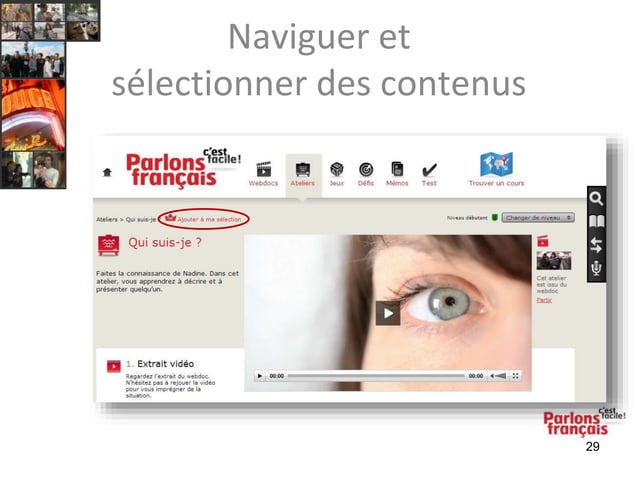 Naviguer et
sélectionner des contenus
c'est
facile!
Parlons
français
Webdocs Ateliers Jeux Défis Mémos Test Trouver un cours
Ateliers > Qui suis-je Ajouter à ma sélection Niveau débutant Changer de niveau
Qui suis-je ?
Faites la connaissance de Nadine. Dans cet
atelier, vous apprendrez à décrire et à
présenter quelqu'un.
Cet atelier
est issu du
webdoc
Partir
1. Extrait vidéo
Regardez l'extrait du webdoc.
N'hésitez pas à rejouer la vidéo
pour vous imprégner de la
situation.
00:00 00:00
c'est
facile!
Parlons
français
29